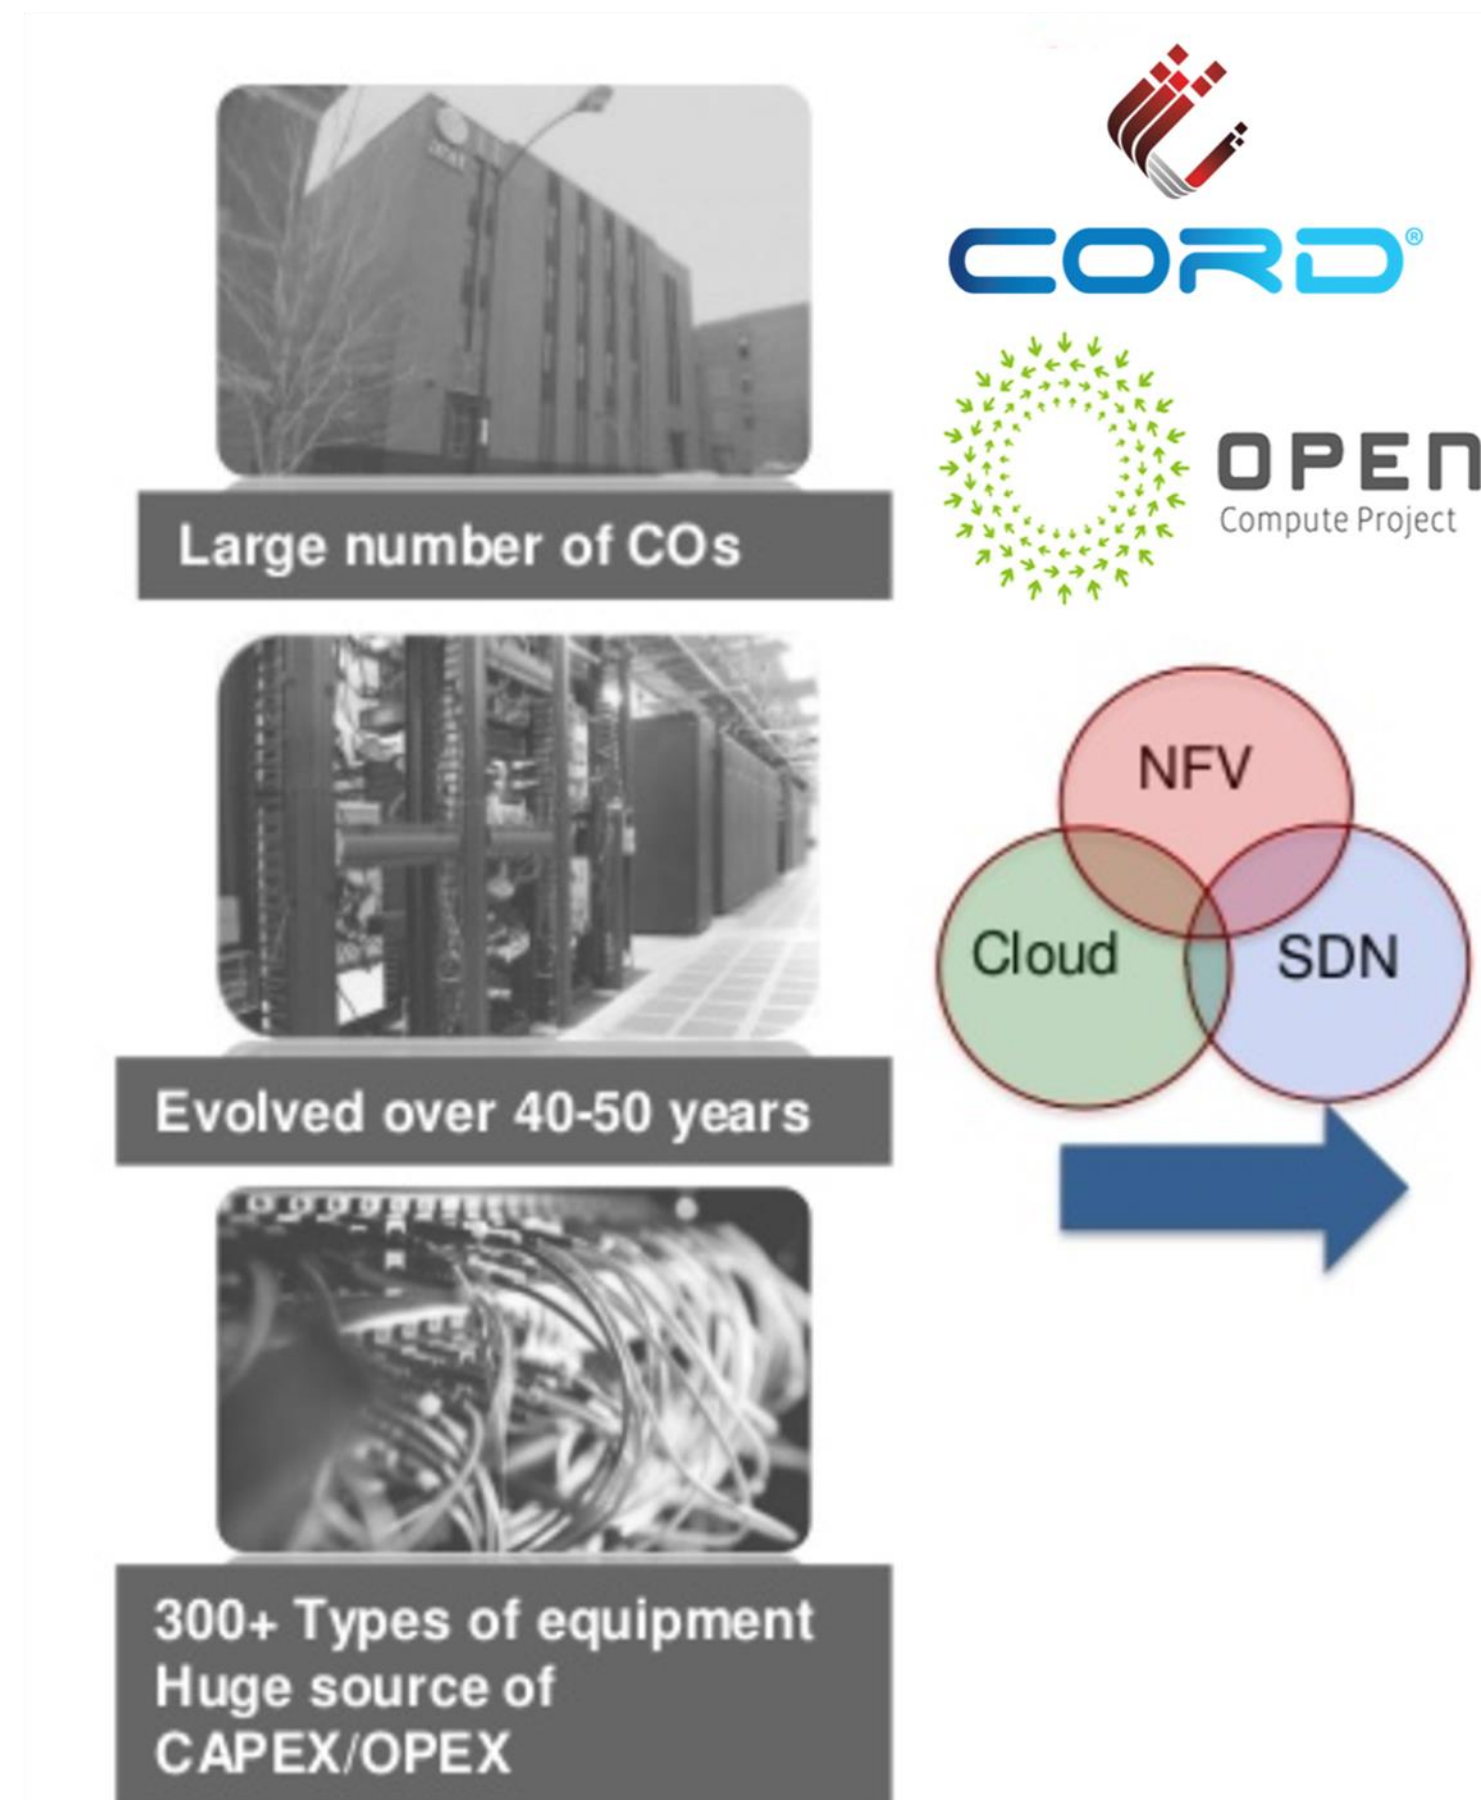 Large number of COs
Evolved over 40-50 years
300+ Types of equipment
Huge source of
CAPEX/OPEX
CORD®
OPEN
Compute Project
NFV
Cloud
SDN